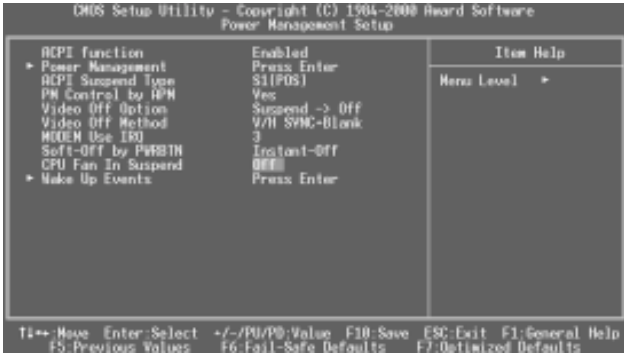 CMOS Setup Utility - Copyright (C) 1984-2000 Award Software
Power Management Setup
ACPI function Enabled
► Power Management Press Enter
ACPI Suspend Type S1(POS)
PM Control by APM Yes
Video Off Option Suspend -> Off
Video Off Method V/H SYNC+Blank
MODEM Use IRQ 3
Soft-Off by PWRBTN Instant-Off
CPU Fan In Suspend Off
► Wake Up Events Press Enter
Item Help
Menu Level ►
↑↓←→:Move Enter:Select +/-/PU/PD:Value F10:Save ESC:Exit F1:General Help
F5:Previous Values F6:Fail-Safe Defaults F7:Optimized Defaults